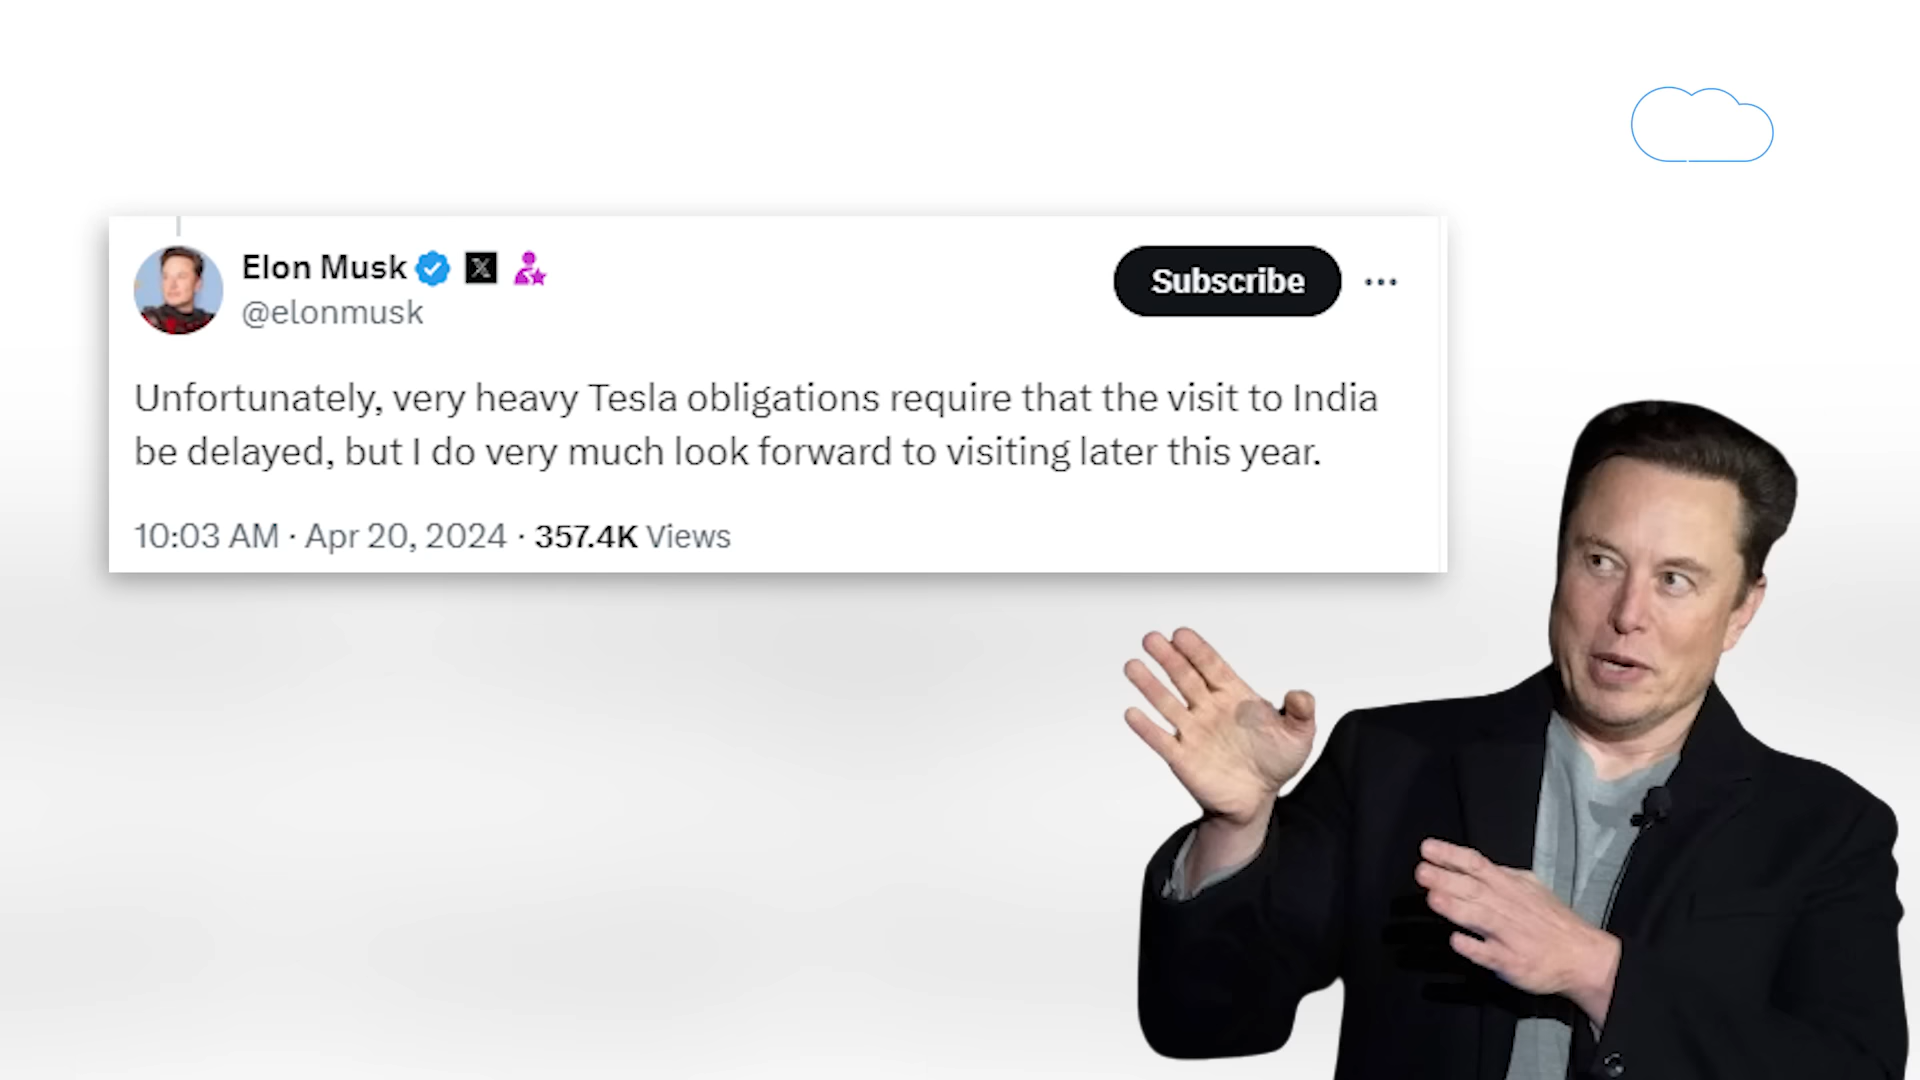 Elon Musk
@elonmusk
Subscribe
Unfortunately, very heavy Tesla obligations require that the visit to India
be delayed, but I do very much look forward to visiting later this year.
10:03 AM · Apr 20, 2024 · 357.4K Views